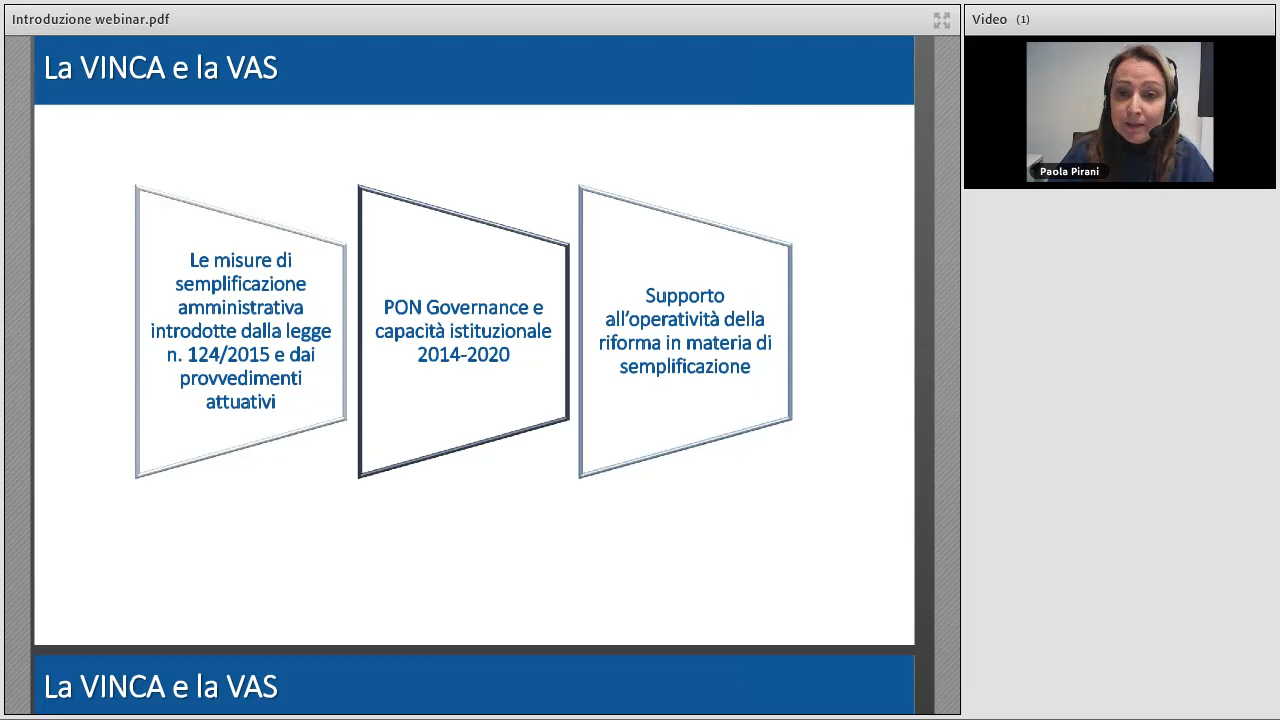 Introduzione webinar.pdf
Video (1)
La VINCA e la VAS
Paola Pirani
Le misure di
semplificazione
amministrativa
introdotte dalla legge
n. 124/2015 e dai
provvedimenti
attuativi
PON Governance e
capacità istituzionale
2014-2020
Supporto
all’operatività della
riforma in materia di
semplificazione
La VINCA e la VAS